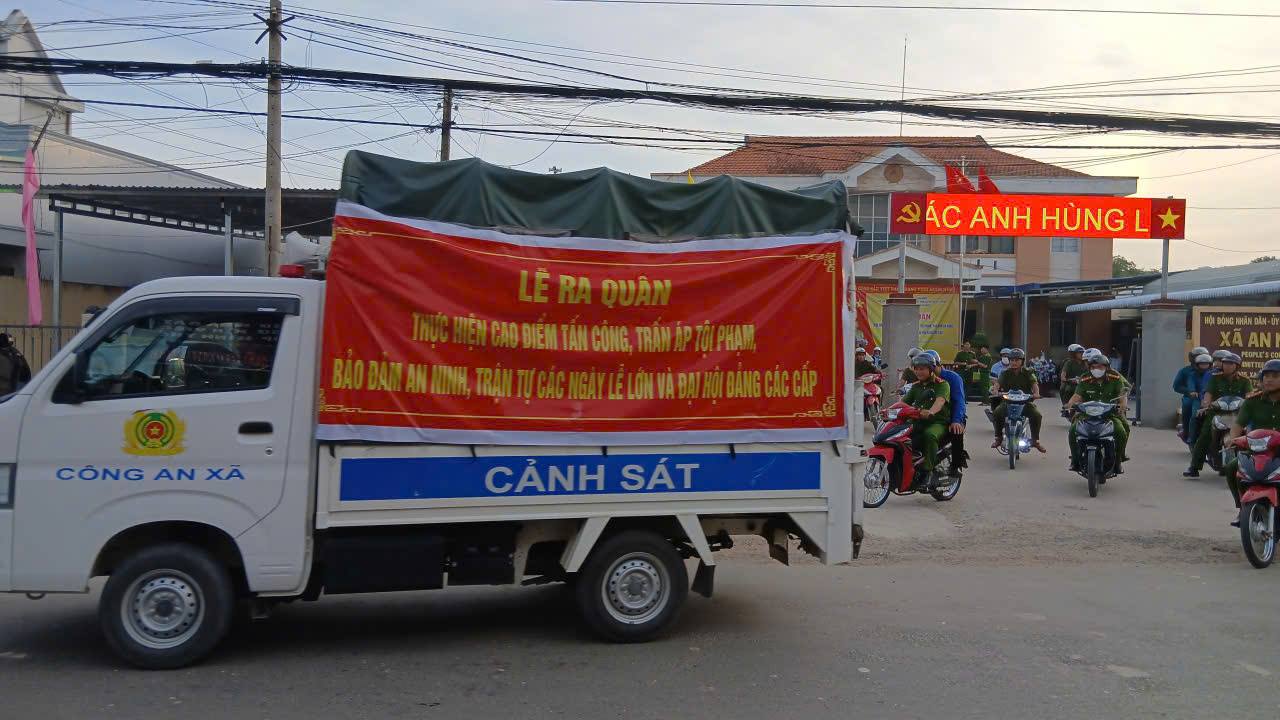 ÁC ANH HÙNG L
LỄ RA QUÂN
THỰC HIỆN CAO ĐIỂM TẤN CÔNG, TRẤN ÁP TỘI PHẠM,
BẢO ĐẢM AN NINH, TRẬT TỰ CÁC NGÀY LỄ LỚN VÀ ĐẠI HỘI ĐẢNG CÁC CẤP
CÔNG AN XÃ
CẢNH SÁT
HỘI ĐỒNG NHÂN DÂN - ỦY
XÃ AN
PEOPLE'S